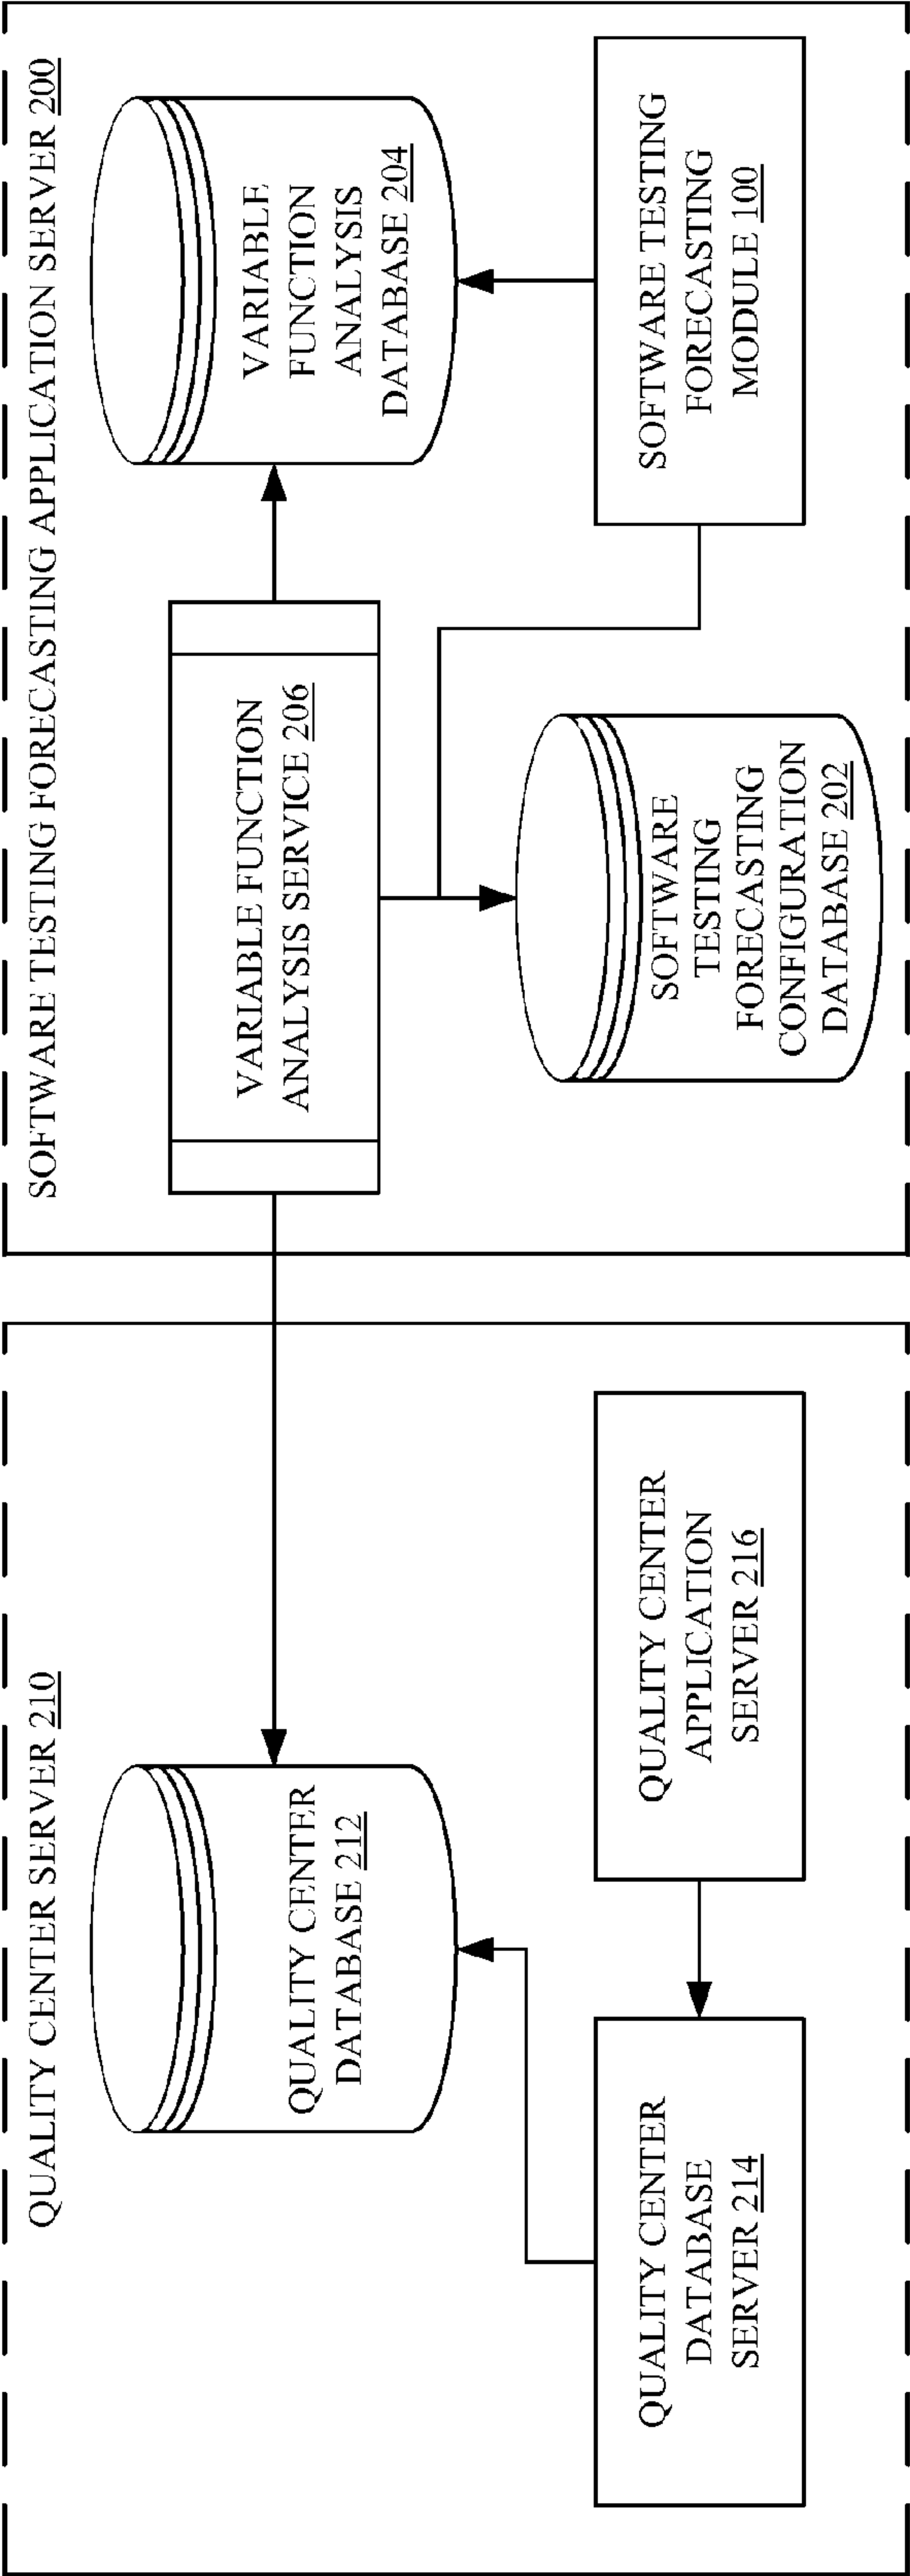 QUALITY CENTER SERVER 210
QUALITY CENTER
DATABASE 212
QUALITY CENTER
DATABASE
SERVER 214
QUALITY CENTER
APPLICATION
SERVER 216
SOFTWARE TESTING FORECASTING APPLICATION SERVER 200
VARIABLE FUNCTION
ANALYSIS SERVICE 206
VARIABLE
FUNCTION
ANALYSIS
DATABASE 204
SOFTWARE
TESTING
FORECASTING
CONFIGURATION
DATABASE 202
SOFTWARE TESTING
FORECASTING
MODULE 100